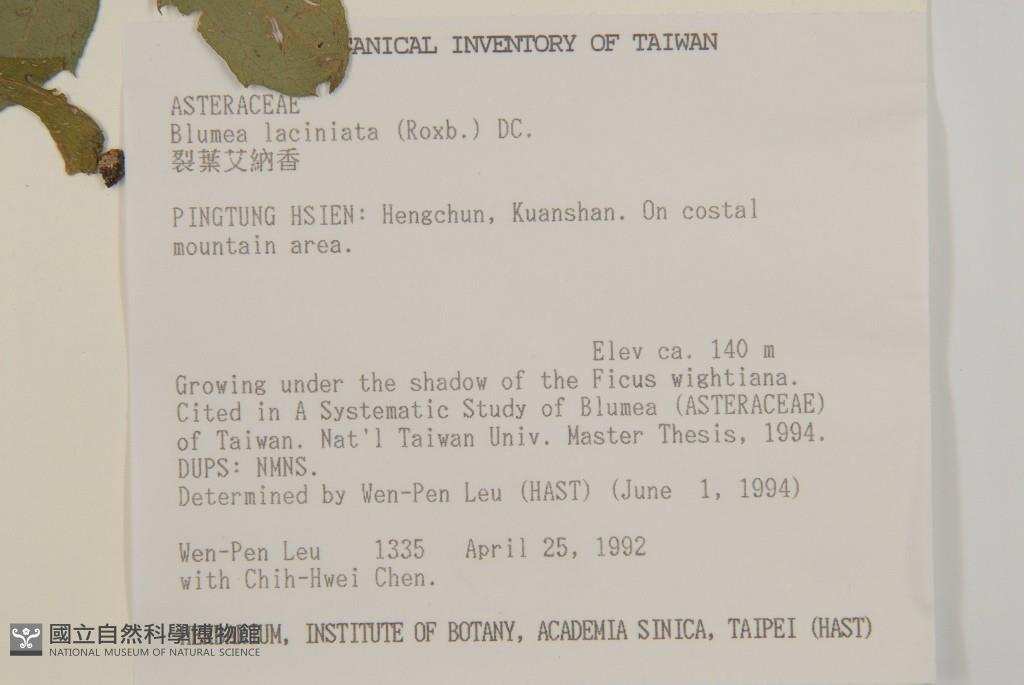 ANICAL INVENTORY OF TAIWAN
ASTERACEAE
Blumea laciniata (Roxb.) DC.
裂葉艾納香
PINGTUNG HSIEN: Hengchun, Kuanshan. On costal
mountain area.
Elev ca. 140 m
Growing under the shadow of the Ficus wightiana.
Cited in A Systematic Study of Blumea (ASTERACEAE)
of Taiwan. Nat'l Taiwan Univ. Master Thesis, 1994.
DUPS: NMNS.
Determined by Wen-Pen Leu (HAST) (June 1, 1994)
Wen-Pen Leu 1335 April 25, 1992
with Chih-Hwei Chen.
UM, INSTITUTE OF BOTANY, ACADEMIA SINICA, TAIPEI (HAST)
國立自然科學博物館
NATIONAL MUSEUM OF NATURAL SCIENCE